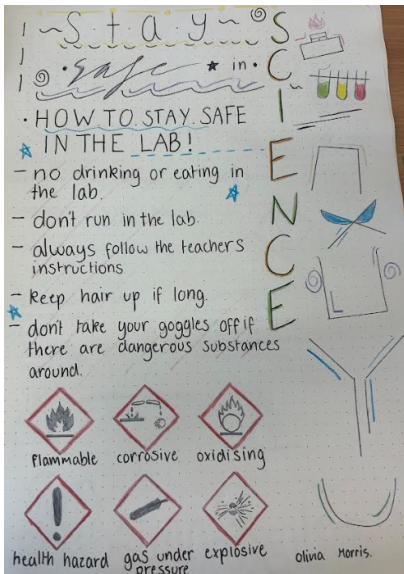 Stay
safe in
SCIENCE
• HOW TO STAY SAFE
IN THE LAB!
- no drinking or eating in
the lab.
- don't run in the lab.
- always follow the teachers
instructions
- keep hair up if long.
- don't take your goggles off if
there are dangerous substances
around.
flammable corrosive oxidising
health hazard gas under pressure explosive
Olivia Morris.